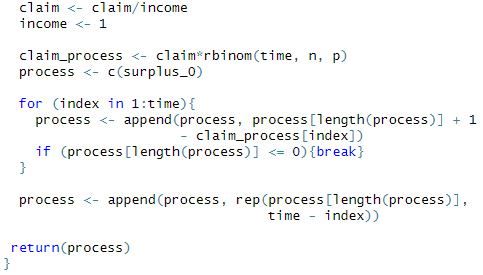 claim <- claim/income
income <- 1
claim_process <- claim*rbinom(time, n, p)
process <- c(surplus_0)
for (index in 1:time){
process <- append(process, process[length(process)] + 1
- claim_process[index])
if (process[length(process)] <= 0){break}
}
process <- append(process, rep(process[length(process)],
time - index))
return(process)
}